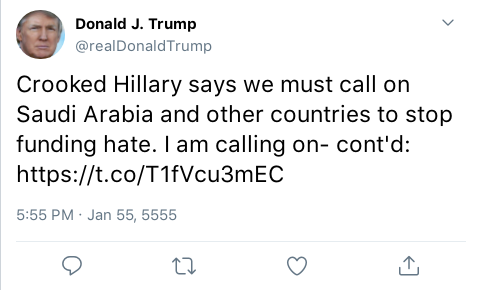 Donald J. Trump
@realDonaldTrump
Crooked Hillary says we must call on
Saudi Arabia and other countries to stop
funding hate. I am calling on- cont'd:
https://t.co/T1fVcu3mEC
5:55 PM · Jan 55, 5555